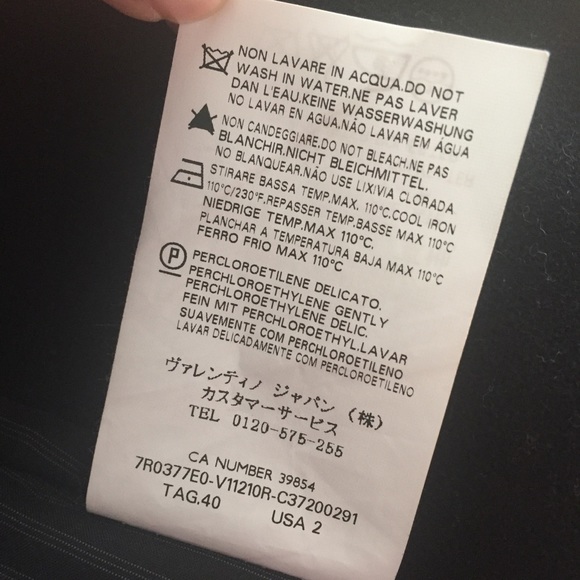 NON LAVARE IN ACQUA.DO NOT
WASH IN WATER.NE PAS LAVER
DAN L'EAU.KEINE WASSERWASHUNG
NO LAVAR EN AGUA.NÃO LAVAR EM ÁGUA
NON CANDEGGIARE.DO NOT BLEACH.NE PAS
BLANCHIR.NICHT BLEICHMITTEL.
NO BLANQUEAR.NÃO USE LIXIVIA CLORADA
STIRARE BASSA TEMP.MAX. 110°C.COOL IRON
110°C/230°F.REPASSER TEMP.BASSE MAX 110°C
NIEDRIGE TEMP.MAX 110°C.
PLANCHAR A TEMPERATURA BAJA MAX 110°C
FERRO FRIO MAX 110°C
P
PERCLOROETILENE DELICATO.
PERCHLOROETHYLENE GENTLY
PERCHLOROETHYLENE DELIC.
FEIN MIT PERCHLOROETHYL.LAVAR
SUAVEMENTE COM PERCHLOROETILENO
LAVAR DELICADAMENTE COM PERCLOROETILENO
ヴァレンティノ ジャパン (株)
カスタマーサービス
TEL 0120-575-255
CA NUMBER 39854
7R0377E0-V11210R-C37200291
TAG.40 USA 2